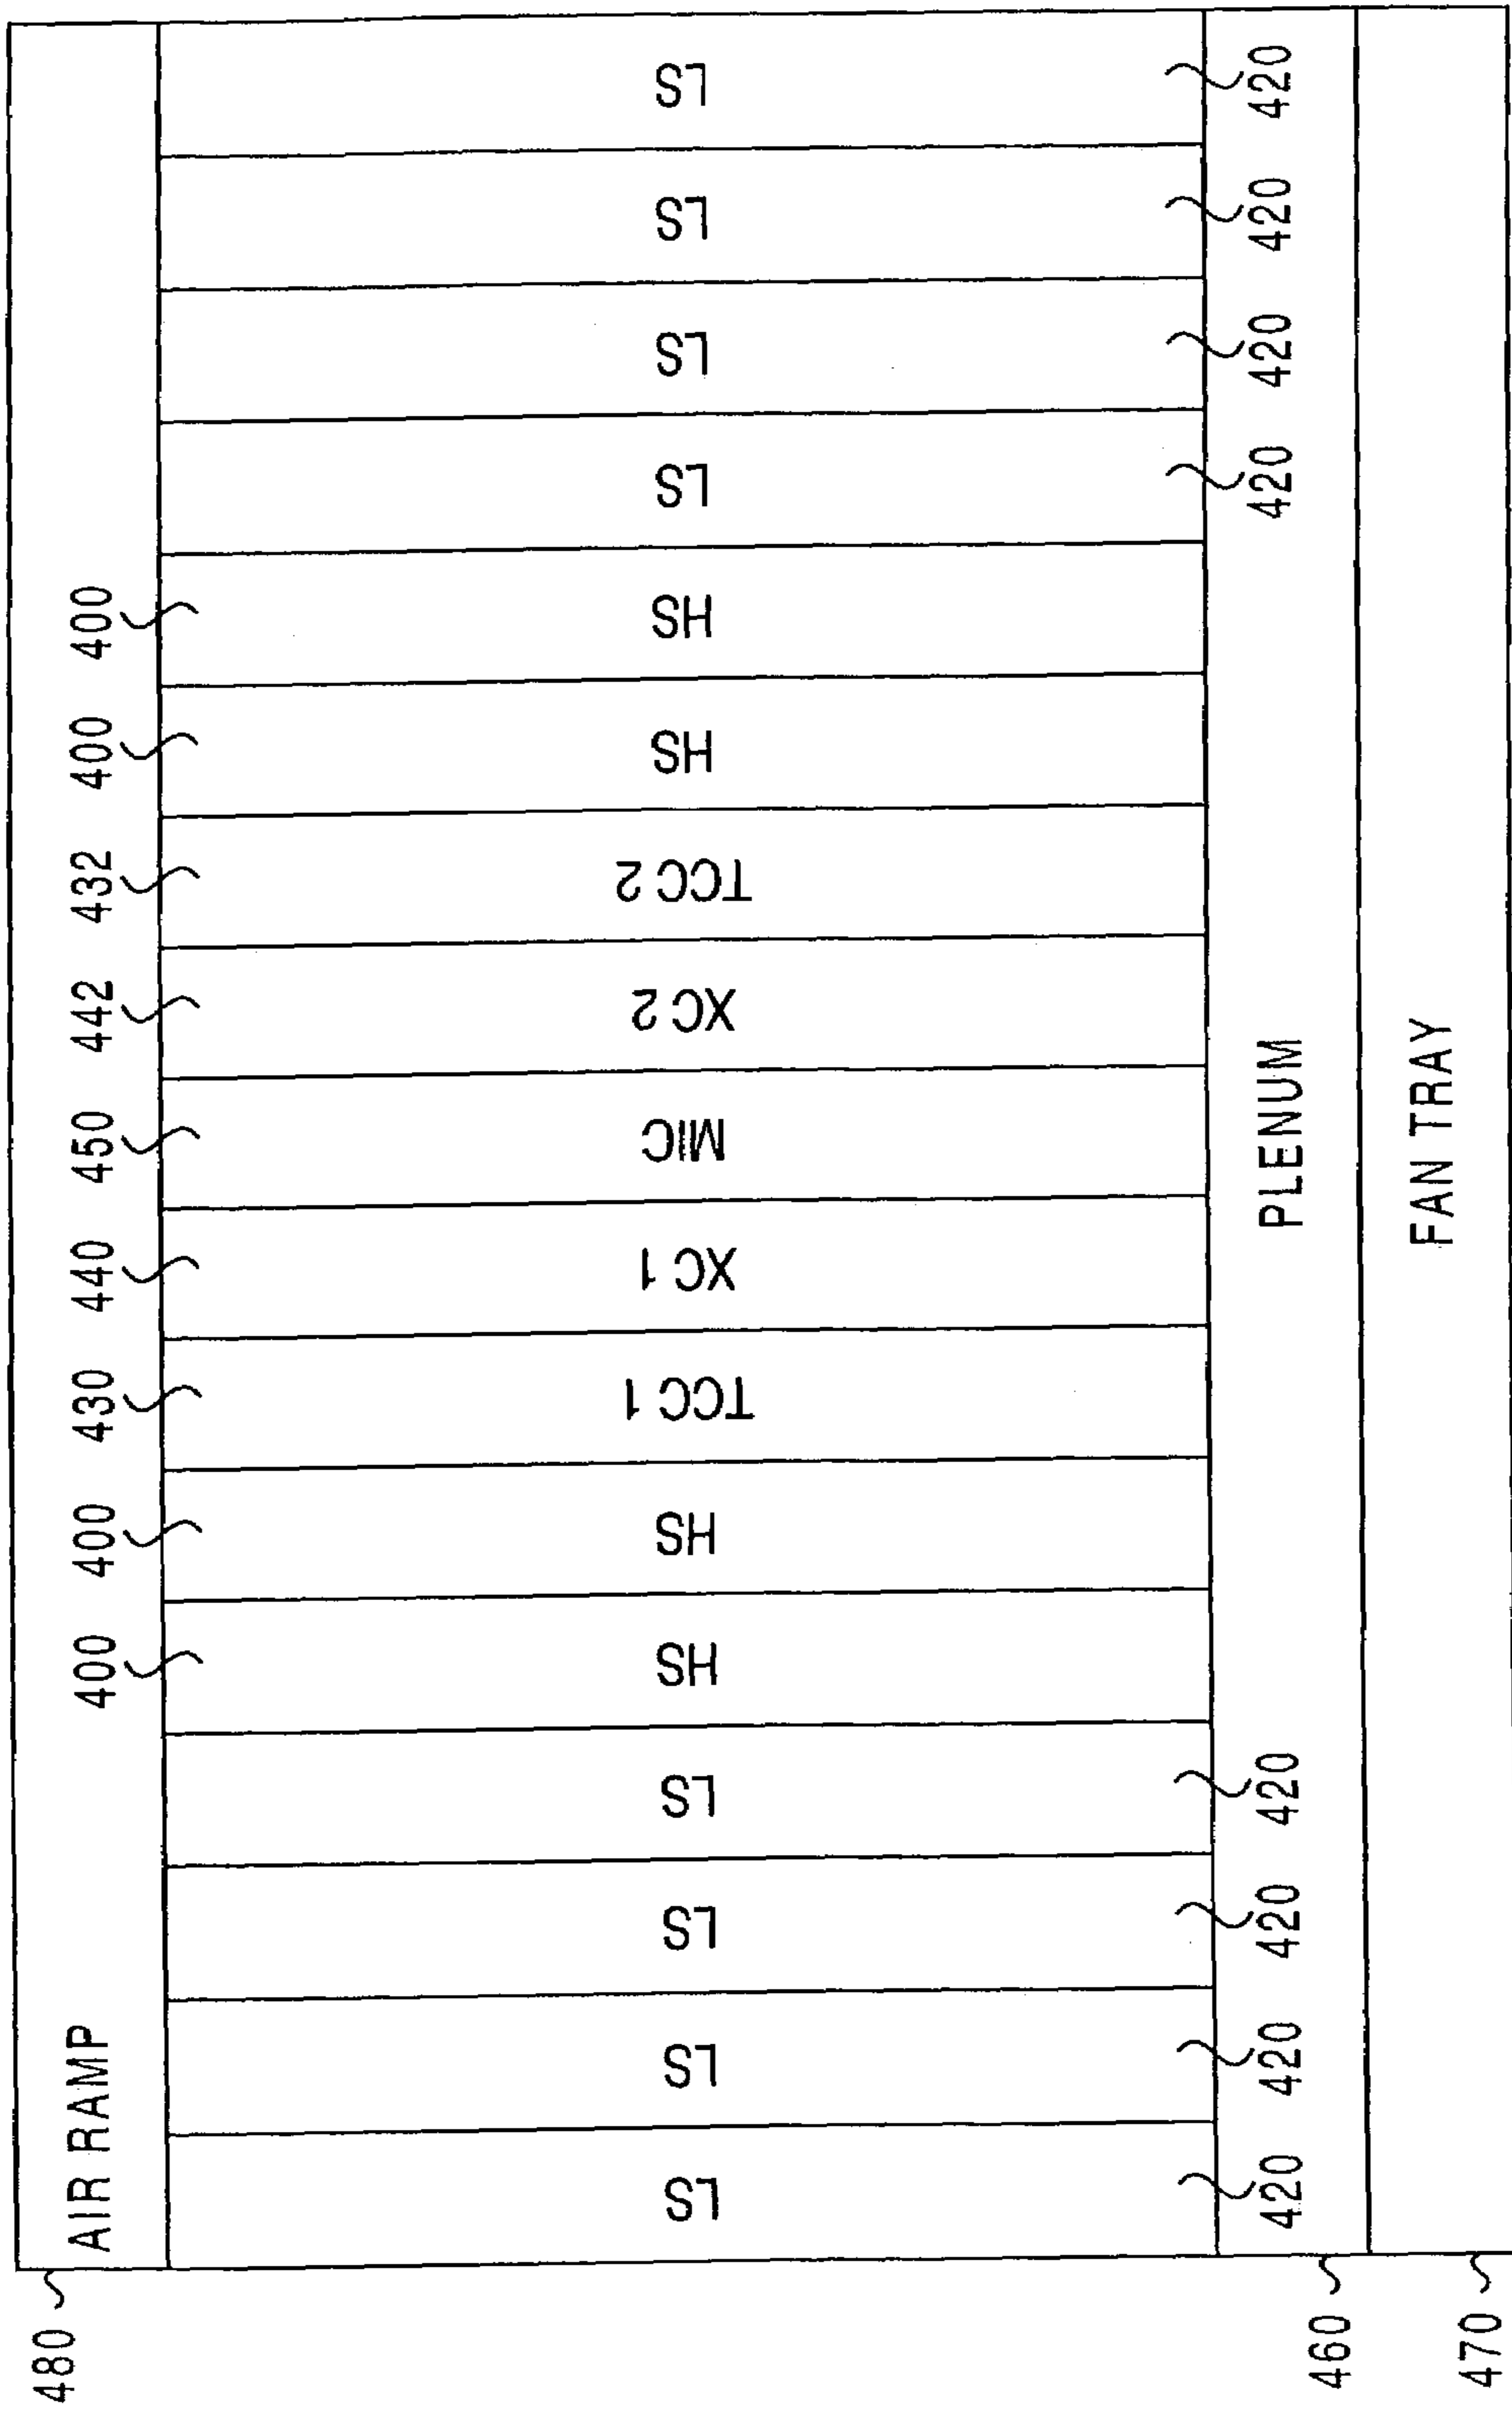 480
AIR RAMP
400 400 430 440 450 442 432 400 400
LS
LS
LS
LS
HS
HS
TCC 1
XC 1
MIC
XC 2
TCC 2
HS
HS
LS
LS
LS
LS
420 420 420 420 420 420 420 420
460
PLENUM
470
FAN TRAY